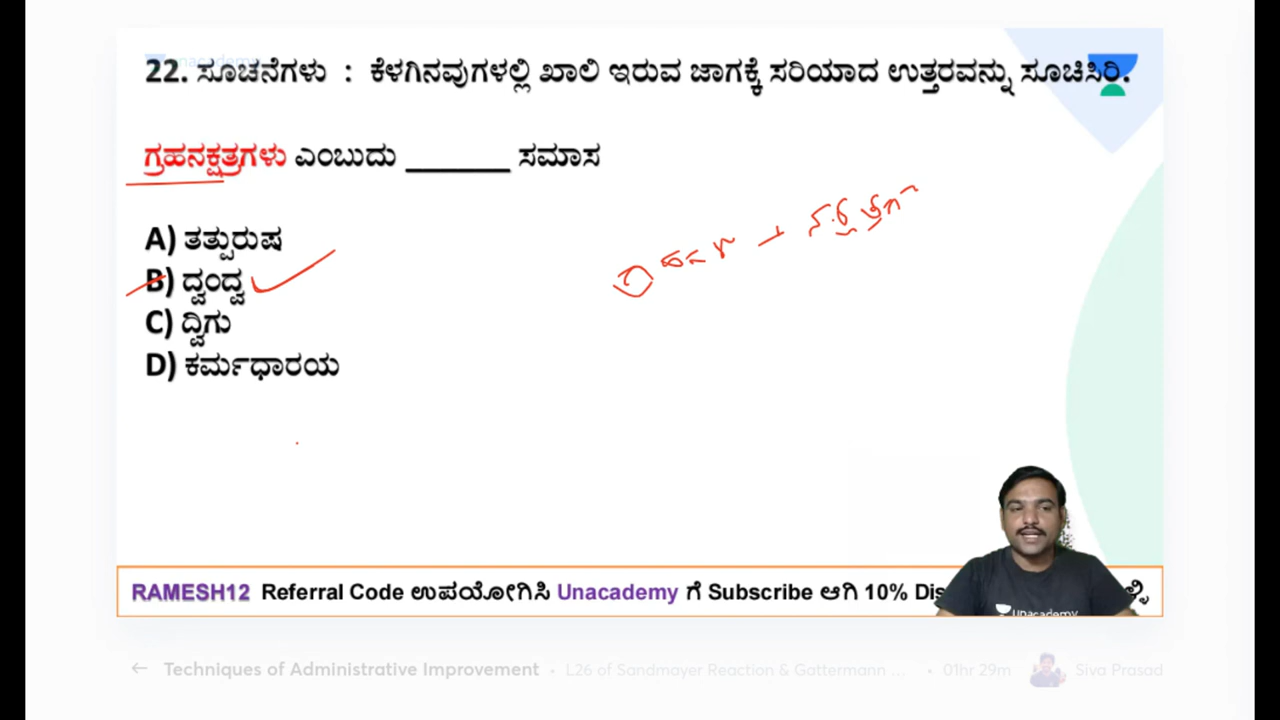 22. ಸೂಚನೆಗಳು : ಕೆಳಗಿನವುಗಳಲ್ಲಿ ಖಾಲಿ ಇರುವ ಜಾಗಕ್ಕೆ ಸರಿಯಾದ ಉತ್ತರವನ್ನು ಸೂಚಿಸಿರಿ.
ಗ್ರಹನಕ್ಷತ್ರಗಳು ಎಂಬುದು _______ ಸಮಾಸ
A) ತತ್ಪುರುಷ
B) ದ್ವಂದ್ವ
C) ದ್ವಿಗು
D) ಕರ್ಮಧಾರಯ
unacademy
RAMESH12 Referral Code ಉಪಯೋಗಿಸಿ Unacademy ಗೆ Subscribe ಆಗಿ 10% Dis
← Techniques of Administrative Improvement • L26 of Sandmayer Reaction & Gattermann ... • 01hr 29m Siva Prasad